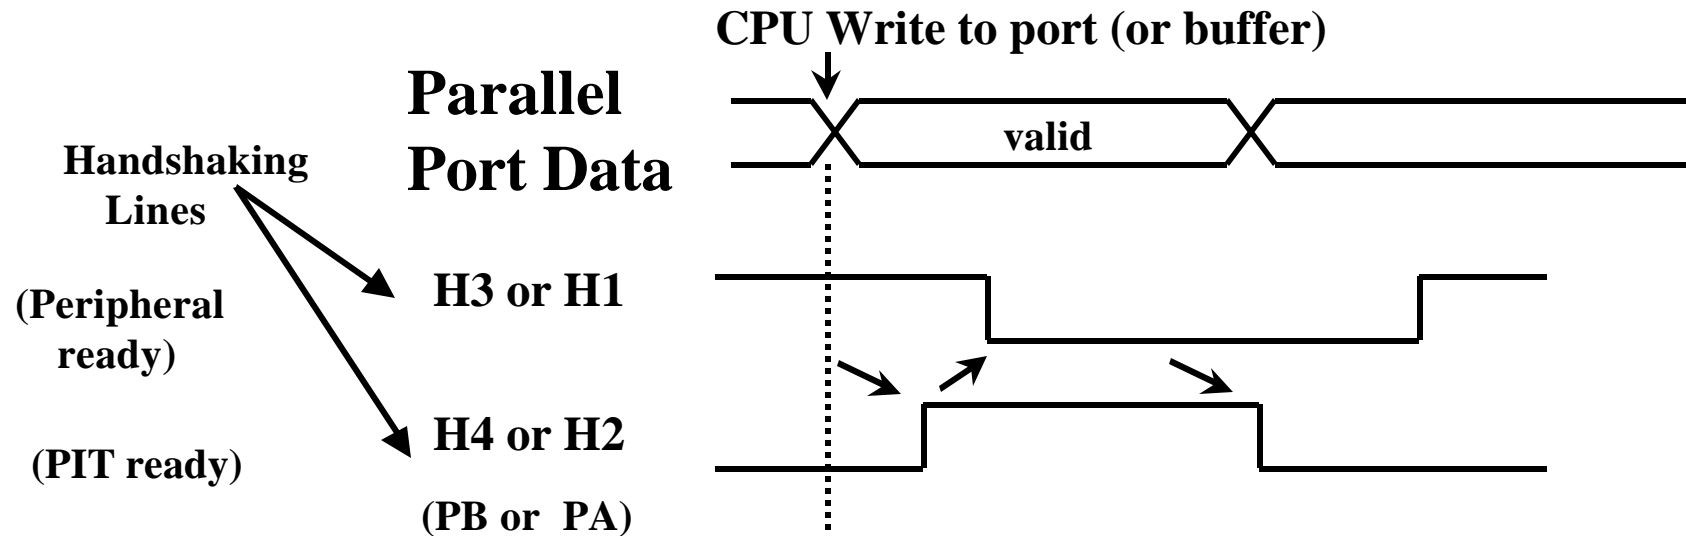 CPU Write to port (or buffer)
Parallel
Port Data
valid
Handshaking
Lines
(Peripheral
ready)
H3 or H1
(PIT ready)
H4 or H2
(PB or PA)